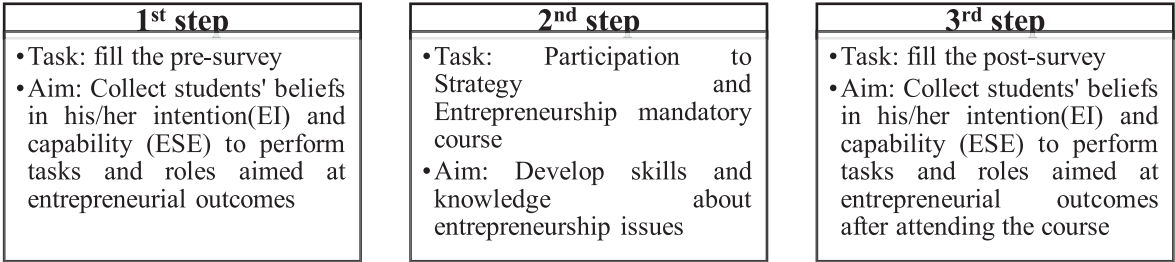 1st step
•Task: fill the pre-survey
•Aim: Collect students' beliefs
in his/her intention(EI) and
capability (ESE) to perform
tasks and roles aimed at
entrepreneurial outcomes
2nd step
•Task: Participation to
Strategy and
Entrepreneurship mandatory
course
•Aim: Develop skills and
knowledge about
entrepreneurship issues
3rd step
•Task: fill the post-survey
•Aim: Collect students' beliefs
in his/her intention(EI) and
capability (ESE) to perform
tasks and roles aimed at
entrepreneurial outcomes
after attending the course